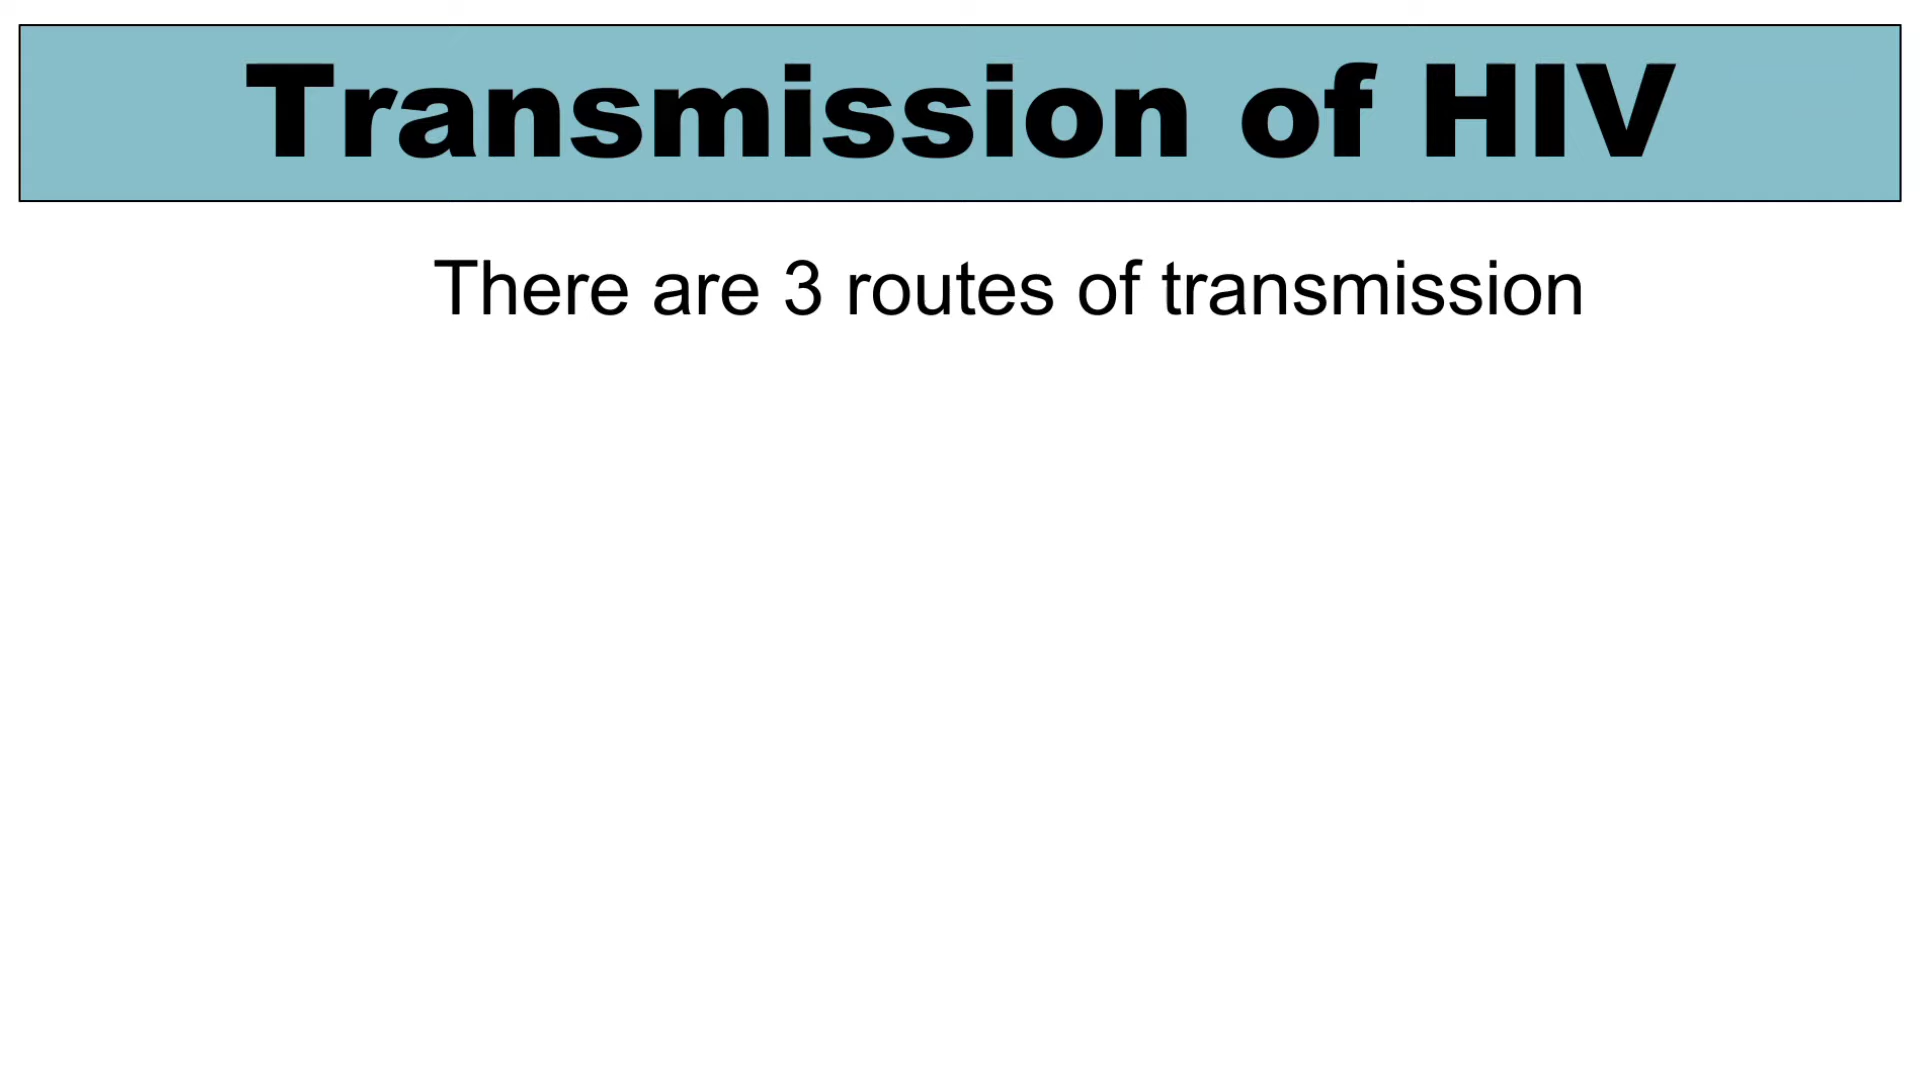 Transmission of HIV
There are 3 routes of transmission